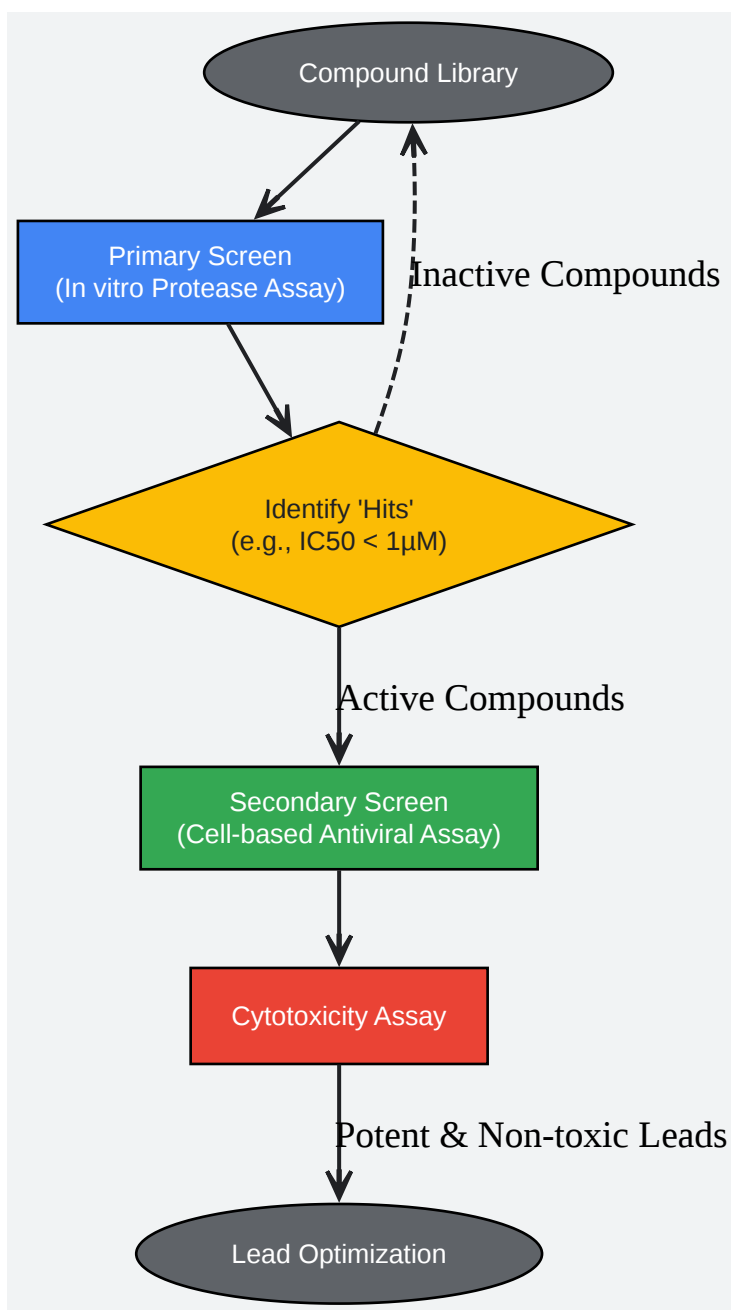 Compound Library
Primary Screen
(In vitro Protease Assay)
Inactive Compounds
Identify 'Hits'
(e.g., IC50 < 1µM)
Active Compounds
Secondary Screen
(Cell-based Antiviral Assay)
Cytotoxicity Assay
Potent & Non-toxic Leads
Lead Optimization